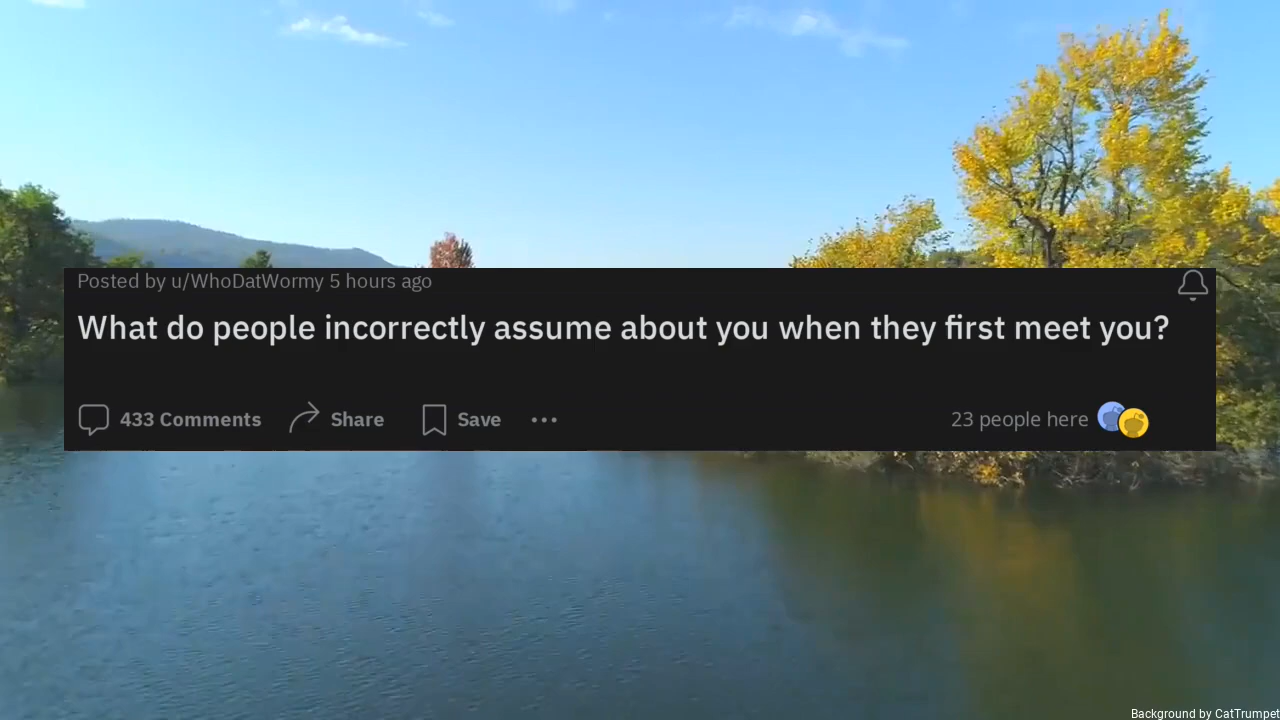 Posted by u/WhoDatWormy 5 hours ago
What do people incorrectly assume about you when they first meet you?
433 Comments Share Save 23 people here
Background by CatTrumpet